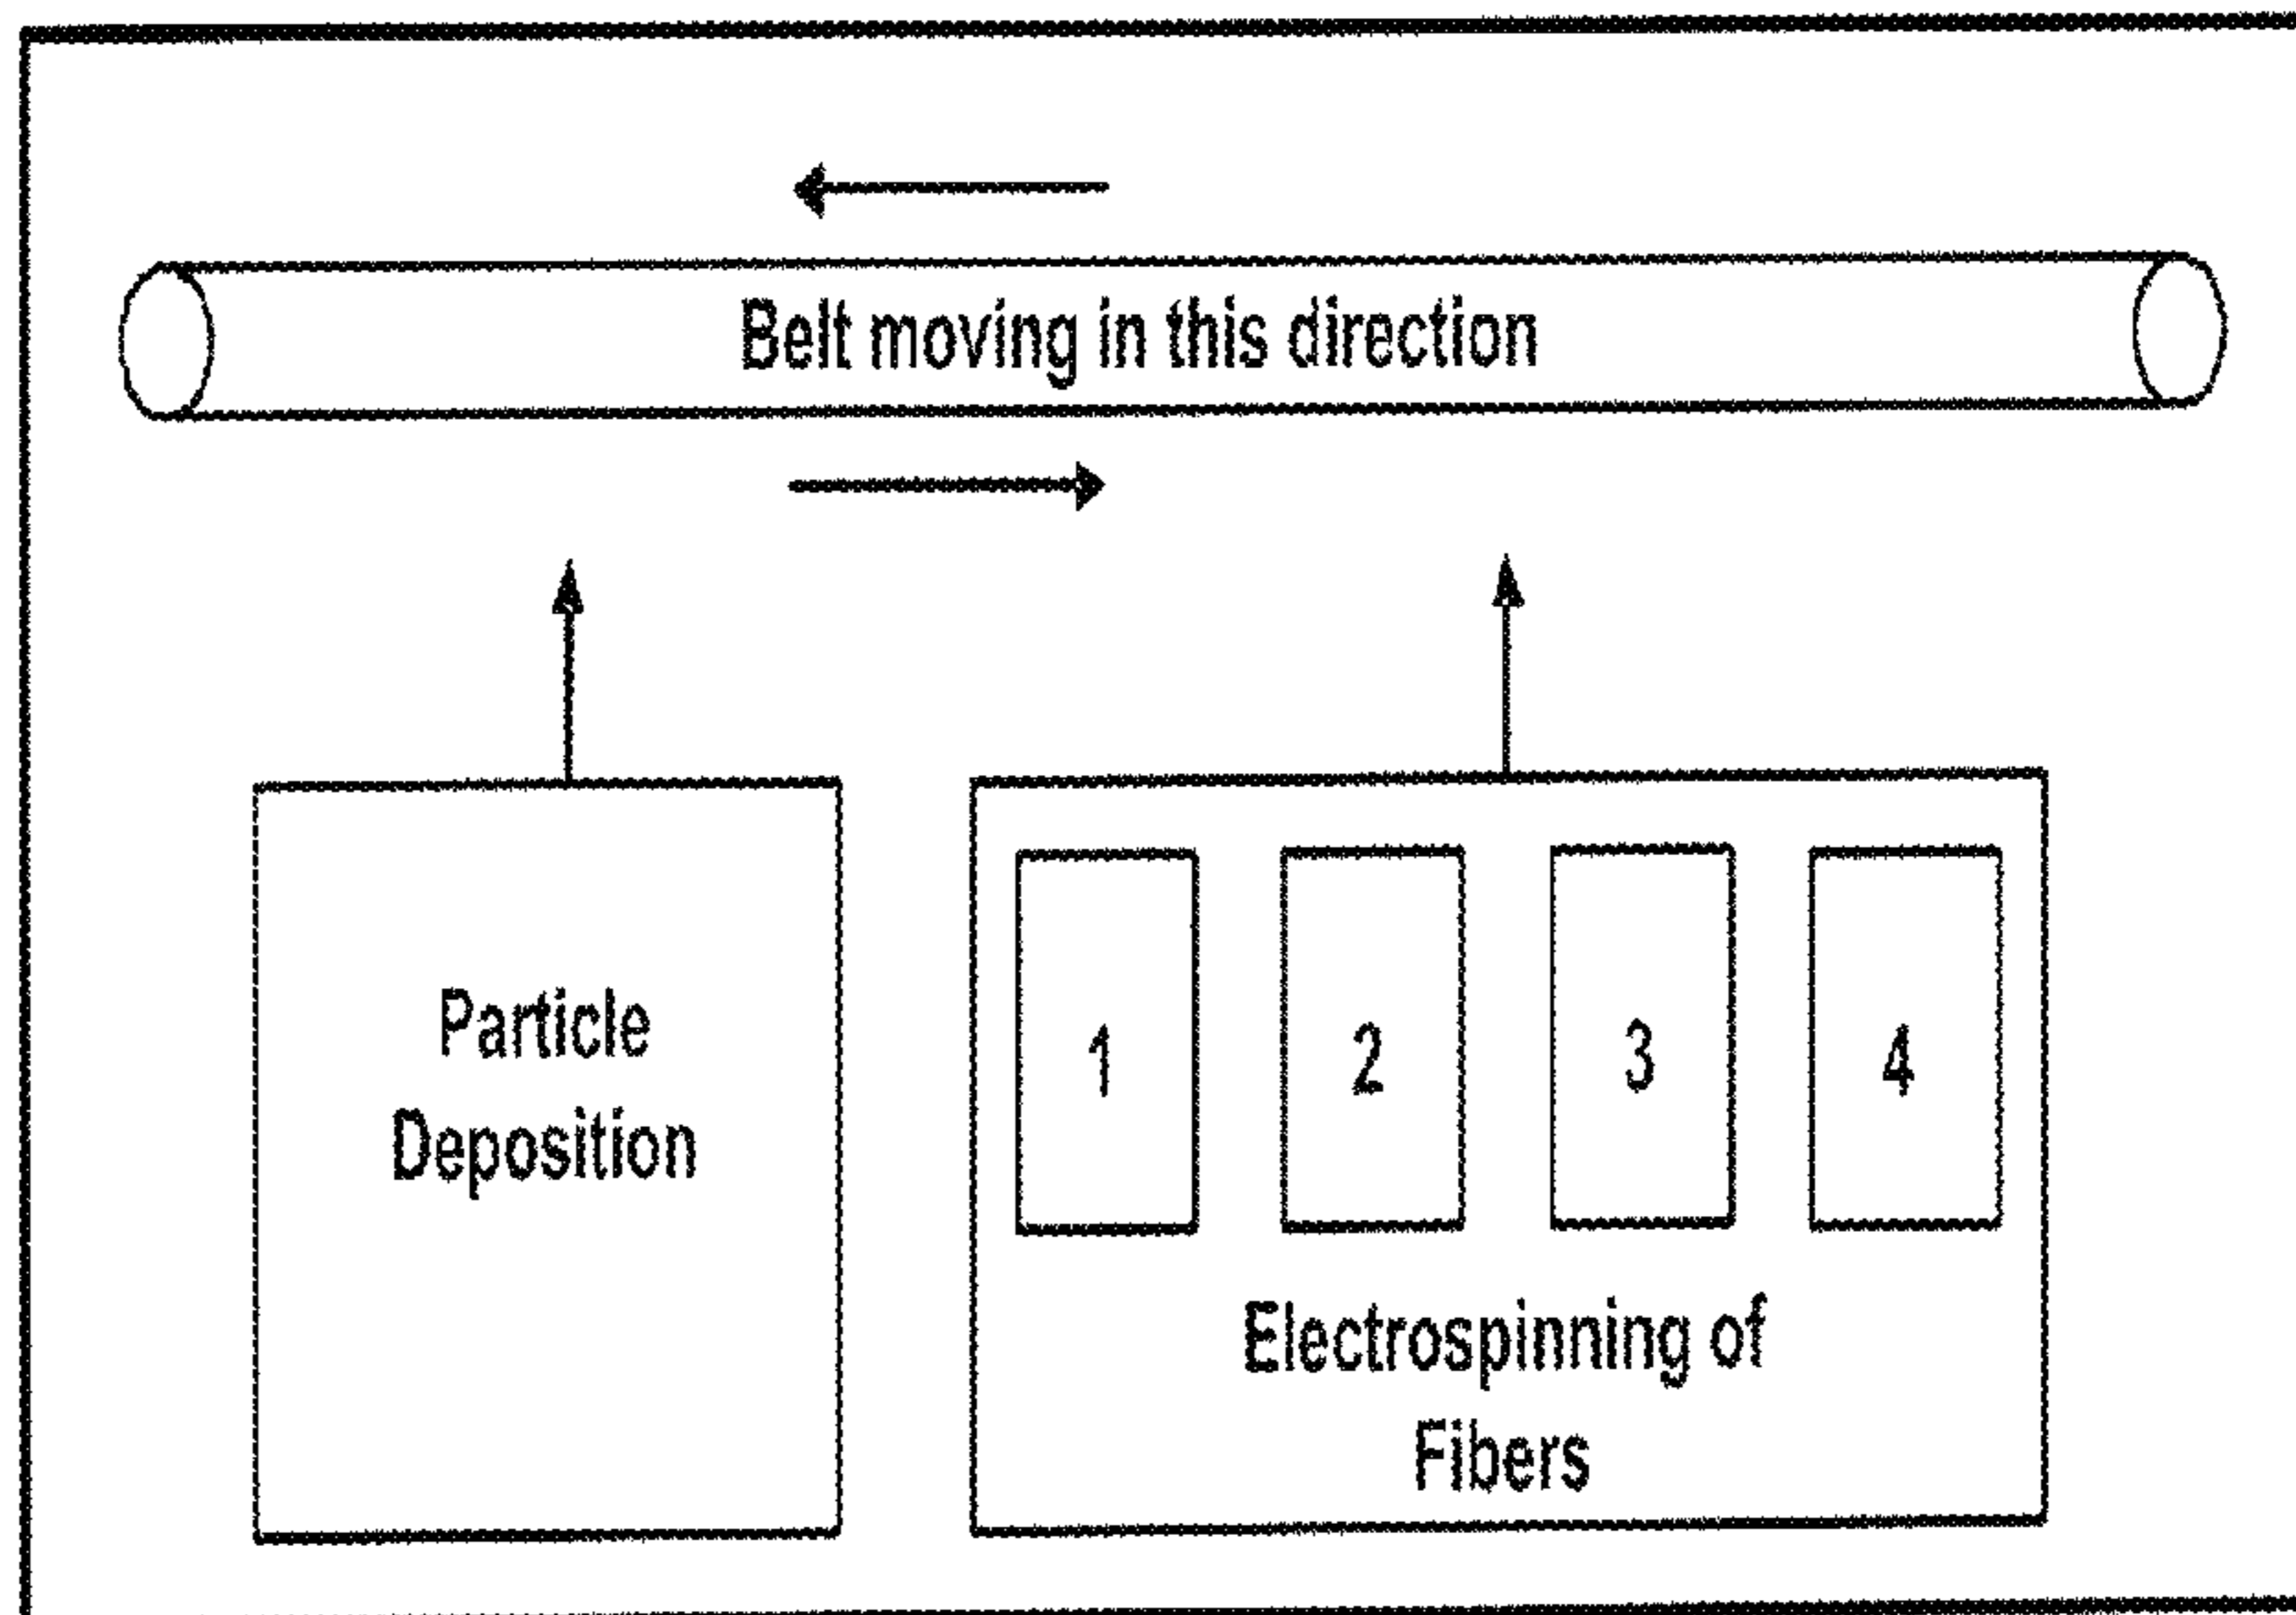 Belt moving in this direction
Particle
Deposition
1
2
3
4
Electrospinning of
Fibers